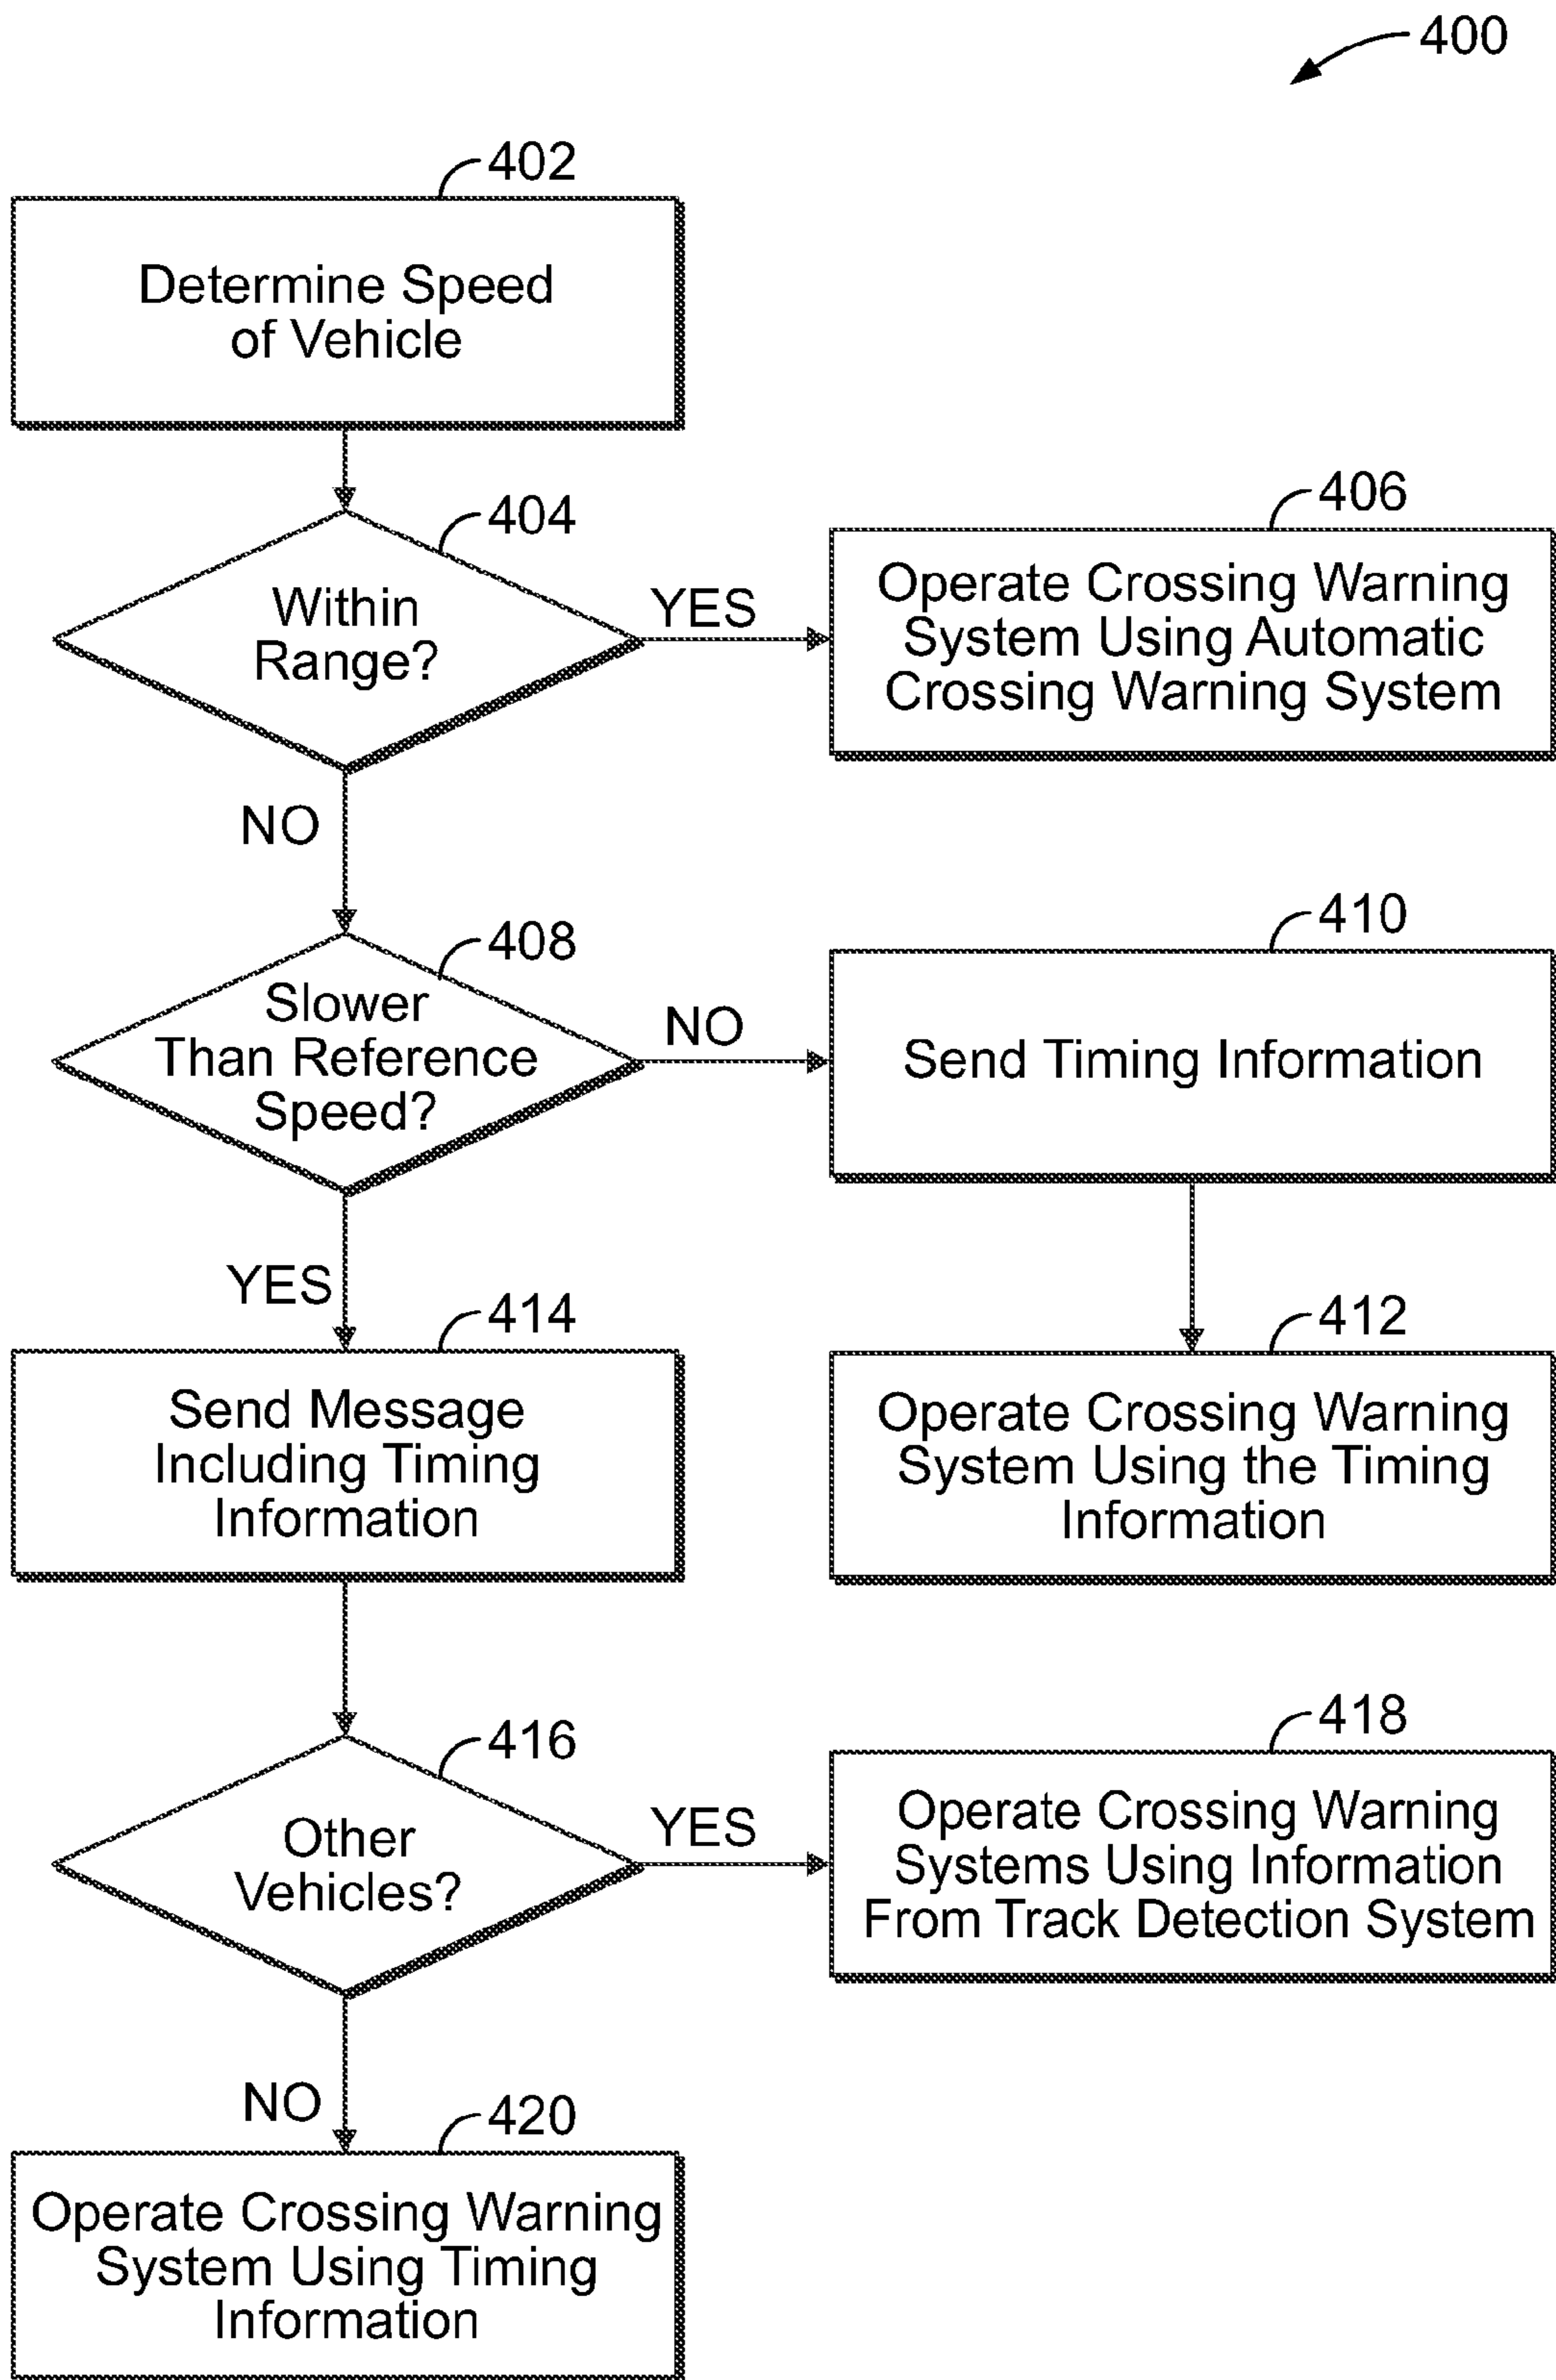 400
402
Determine Speed
of Vehicle
404
Within
Range?
YES
406
Operate Crossing Warning
System Using Automatic
Crossing Warning System
NO
408
Slower
Than Reference
Speed?
NO
410
Send Timing Information
YES
414
Send Message
Including Timing
Information
412
Operate Crossing Warning
System Using the Timing
Information
416
Other
Vehicles?
YES
418
Operate Crossing Warning
Systems Using Information
From Track Detection System
NO
420
Operate Crossing Warning
System Using Timing
Information